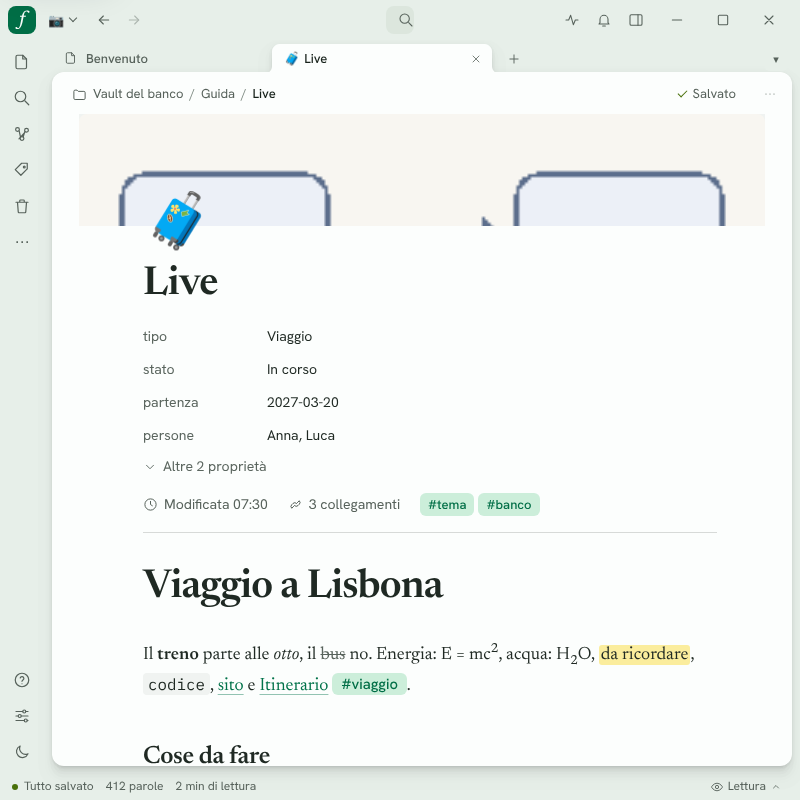 f
Benvenuto
Live
Vault del banco / Guida / Live
Salvato
Live
tipo Viaggio
stato In corso
partenza 2027-03-20
persone Anna, Luca
Altre 2 proprietà
Modificata 07:30 3 collegamenti #tema #banco
Viaggio a Lisbona
Il treno parte alle otto, il bus no. Energia: E = mc², acqua: H₂O, da ricordare,
codice, sito e Itinerario #viaggio.
Cose da fare
Tutto salvato 412 parole 2 min di lettura Lettura